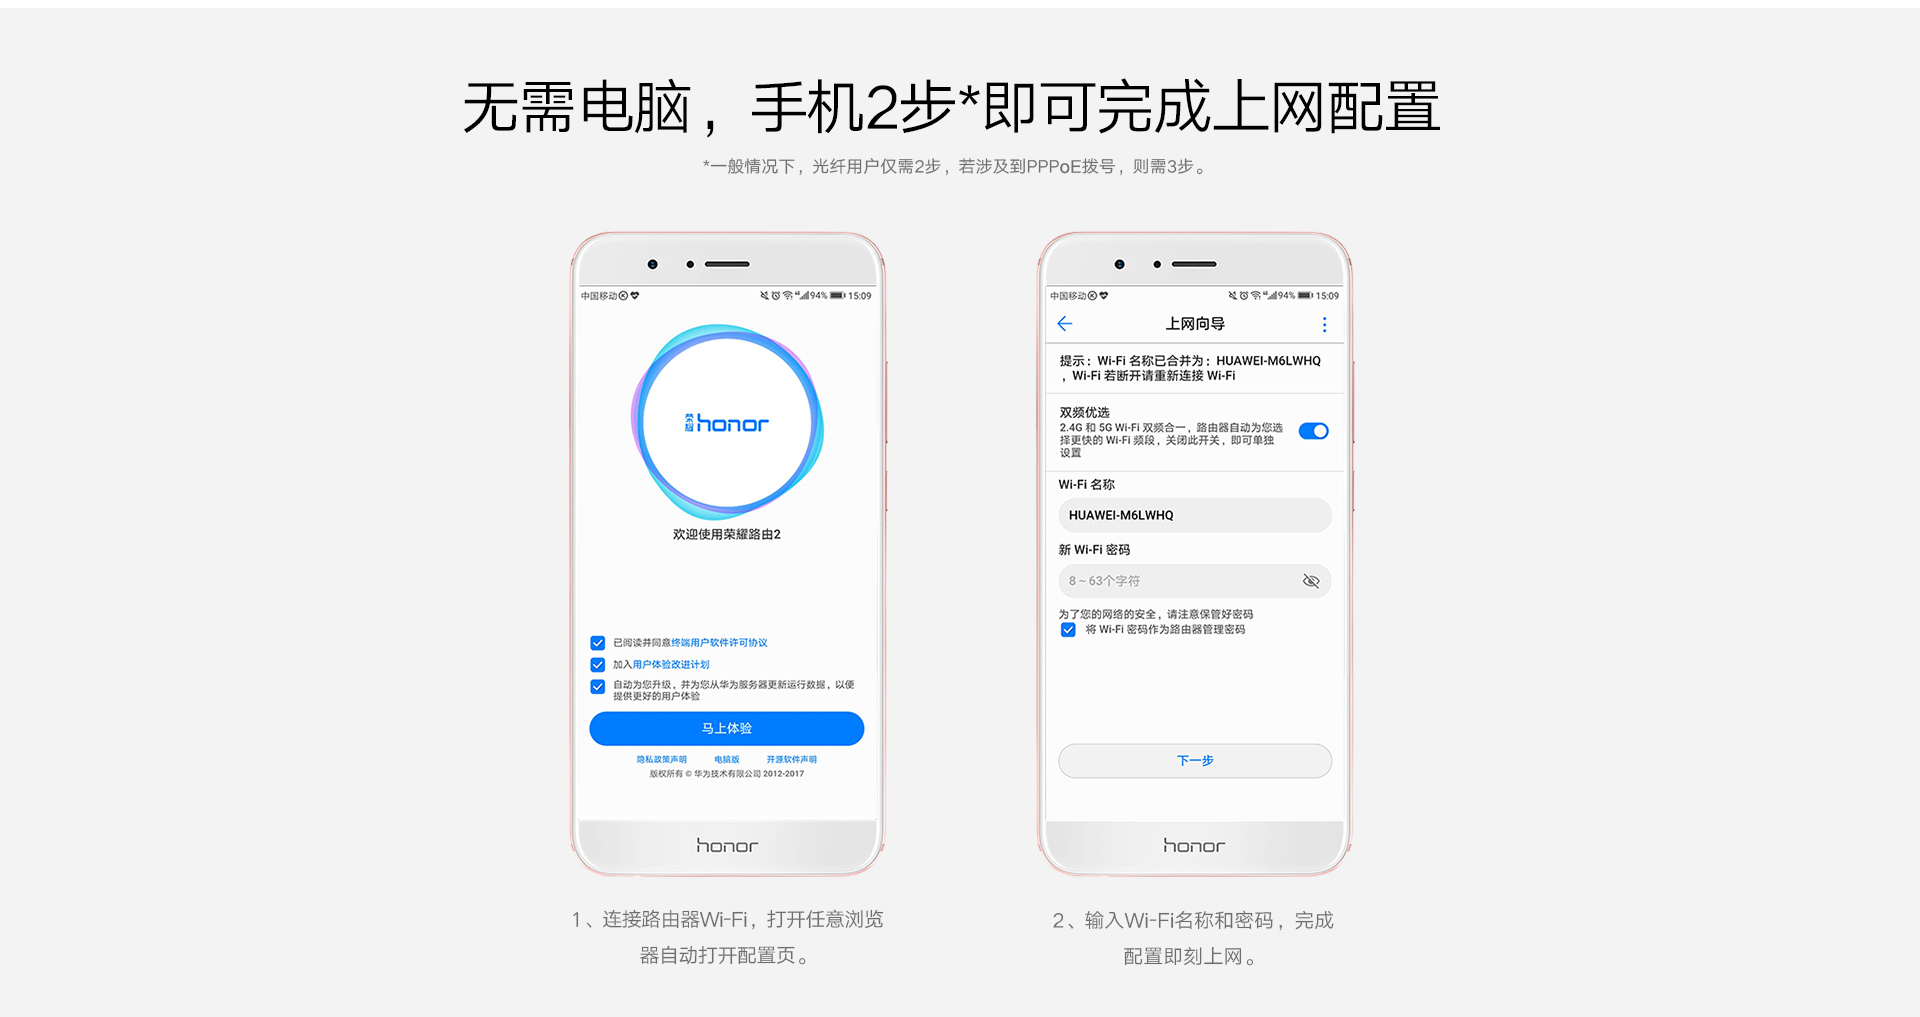 无需电脑，手机2步*即可完成上网配置
*一般情况下，光纤用户仅需2步，若涉及到PPPoE拨号，则需3步。
中国移动
94% 15:09
荣耀 honor
欢迎使用荣耀路由2
已阅读并同意终端用户软件许可协议
加入用户体验改进计划
自动为您升级，并为您从华为服务器更新运行数据，以便
提供更好的用户体验
马上体验
隐私政策声明 电脑版 开源软件声明
版权所有 © 华为技术有限公司 2012-2017
honor
1、连接路由器Wi-Fi，打开任意浏览
器自动打开配置页。
中国移动
94% 15:09
上网向导
提示：Wi-Fi 名称已合并为：HUAWEI-M6LWHQ
，Wi-Fi 若断开请重新连接 Wi-Fi
双频优选
2.4G 和 5G Wi-Fi 双频合一，路由器自动为您选
择更快的 Wi-Fi 频段，关闭此开关，即可单独
设置
Wi-Fi 名称
HUAWEI-M6LWHQ
新 Wi-Fi 密码
8 ~ 63个字符
为了您的网络的安全，请注意保管好密码
将 Wi-Fi 密码作为路由器管理密码
下一步
honor
2、输入Wi-Fi名称和密码，完成
配置即刻上网。